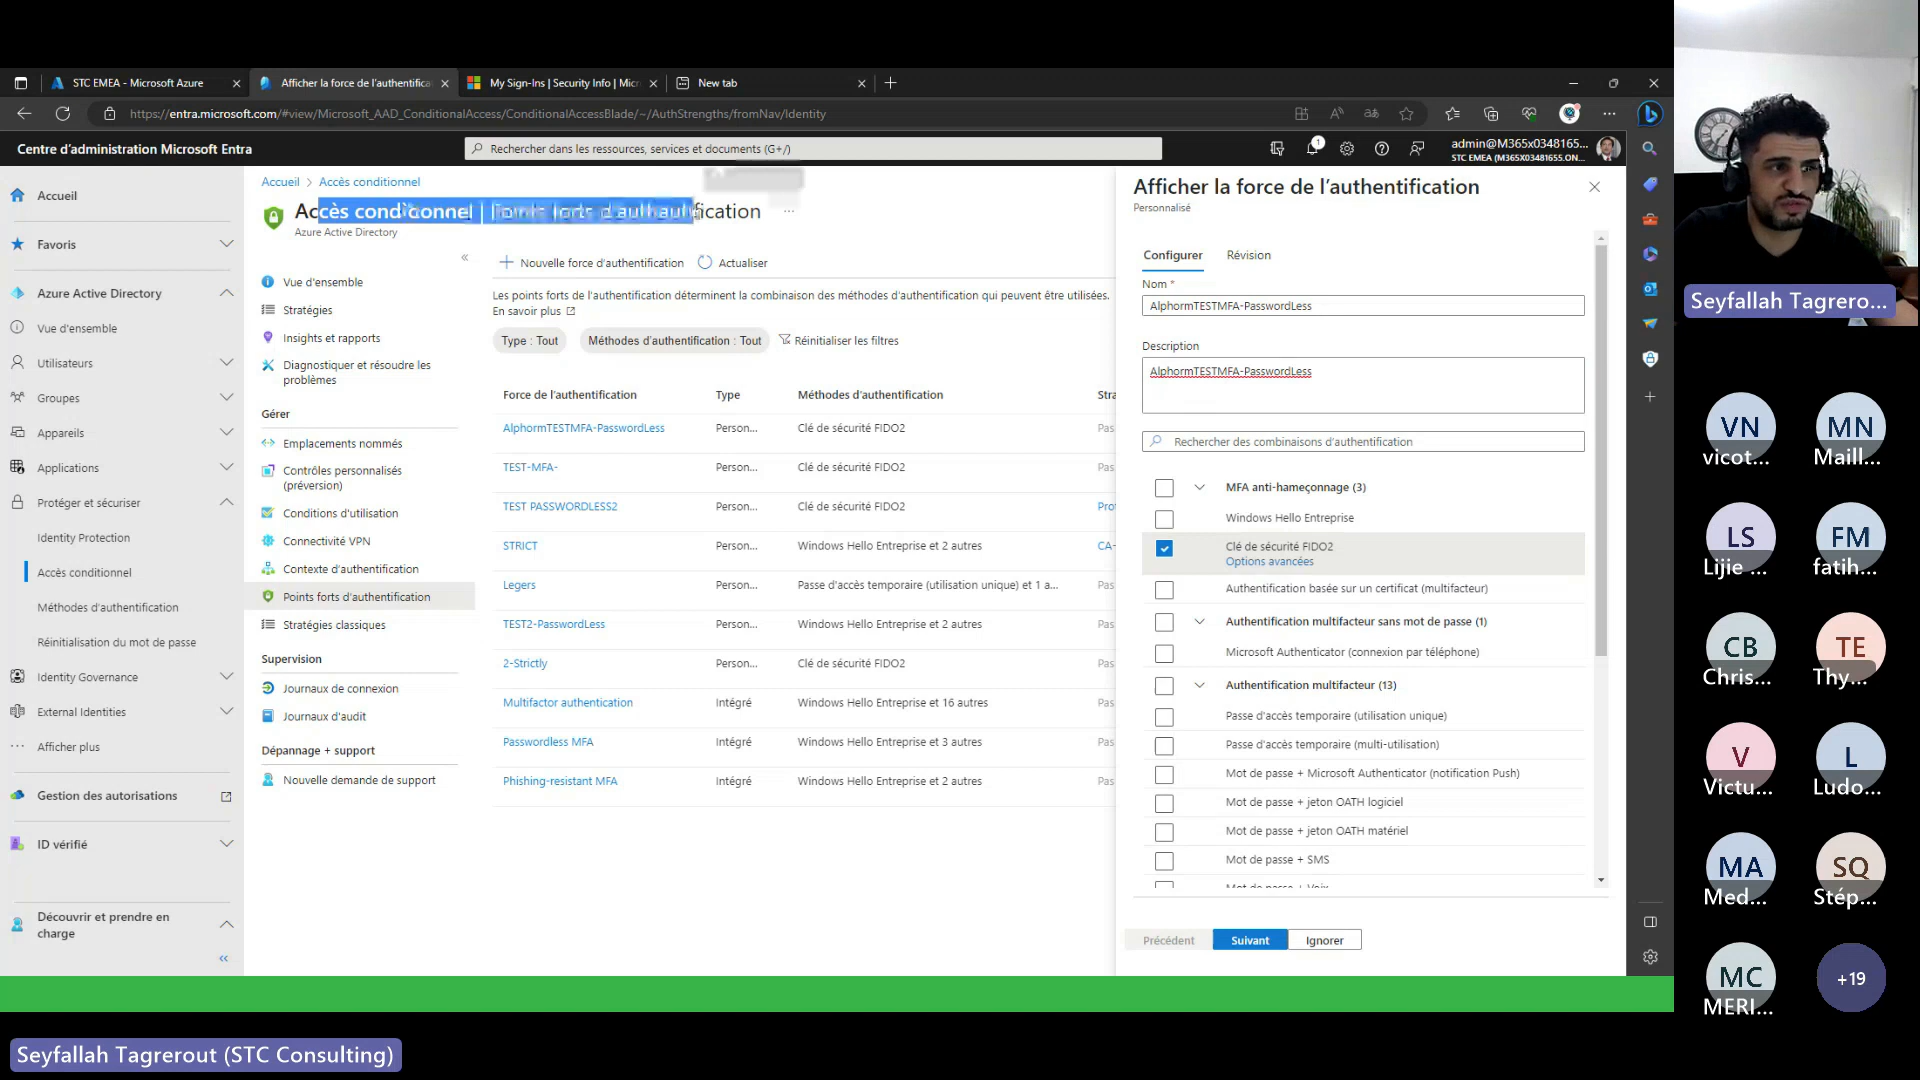 STC EMEA - Microsoft Azure
Afficher la force de l'authentifica
My Sign-Ins | Security Info | Micr
New tab
https://entra.microsoft.com/#view/Microsoft_AAD_ConditionalAccess/ConditionalAccessBlade/~/AuthStrengths/fromNav/Identity
Centre d'administration Microsoft Entra
Rechercher dans les ressources, services et documents (G+/)
1
admin@M365x0348165...
STC EMEA (M365X03481655.ON...
Accueil
Favoris
Azure Active Directory
Vue d'ensemble
Utilisateurs
Groupes
Appareils
Applications
Protéger et sécuriser
Identity Protection
Accès conditionnel
Méthodes d'authentification
Réinitialisation du mot de passe
Identity Governance
External Identities
Afficher plus
Gestion des autorisations
ID vérifié
Découvrir et prendre en
charge
Accueil > Accès conditionnel
Accès conditionnel | Points forts d'authentification
Azure Active Directory
Vue d'ensemble
Stratégies
Insights et rapports
Diagnostiquer et résoudre les
problèmes
Gérer
Emplacements nommés
Contrôles personnalisés
(préversion)
Conditions d'utilisation
Connectivité VPN
Contexte d'authentification
Points forts d'authentification
Stratégies classiques
Supervision
Journaux de connexion
Journaux d'audit
Dépannage + support
Nouvelle demande de support
Nouvelle force d'authentification
Actualiser
Les points forts de l'authentification déterminent la combinaison des méthodes d'authentification qui peuvent être utilisées.
En savoir plus
Type : Tout
Méthodes d'authentification : Tout
Réinitialiser les filtres
Force de l'authentification Type Méthodes d'authentification Stra
AlphormTESTMFA-PasswordLess Person... Clé de sécurité FIDO2 Pas
TEST-MFA- Person... Clé de sécurité FIDO2 Pas
TEST PASSWORDLESS2 Person... Clé de sécurité FIDO2 Pro
STRICT Person... Windows Hello Entreprise et 2 autres CA-
Legers Person... Passe d'accès temporaire (utilisation unique) et 1 a... Pas
TEST2-PasswordLess Person... Windows Hello Entreprise et 2 autres Pas
2-Strictly Person... Clé de sécurité FIDO2 Pas
Multifactor authentication Intégré Windows Hello Entreprise et 16 autres Pas
Passwordless MFA Intégré Windows Hello Entreprise et 3 autres Pas
Phishing-resistant MFA Intégré Windows Hello Entreprise et 2 autres Pas
Afficher la force de l'authentification
Personnalisé
Configurer
Révision
Nom *
AlphormTESTMFA-PasswordLess
Description
AlphormTESTMFA-PasswordLess
Rechercher des combinaisons d'authentification
MFA anti-hameçonnage (3)
Windows Hello Entreprise
Clé de sécurité FIDO2
Options avancées
Authentification basée sur un certificat (multifacteur)
Authentification multifacteur sans mot de passe (1)
Microsoft Authenticator (connexion par téléphone)
Authentification multifacteur (13)
Passe d'accès temporaire (utilisation unique)
Passe d'accès temporaire (multi-utilisation)
Mot de passe + Microsoft Authenticator (notification Push)
Mot de passe + jeton OATH logiciel
Mot de passe + jeton OATH matériel
Mot de passe + SMS
Mot de passe + Voix
Précédent
Suivant
Ignorer
Seyfallah Tagrero...
VN
vicot...
MN
Maill...
LS
Lijie ...
FM
fatih...
CB
Chris...
TE
Thy...
V
Victu...
L
Ludo...
MA
Med...
SQ
Stép...
MC
MERI...
+19
Seyfallah Tagrerout (STC Consulting)